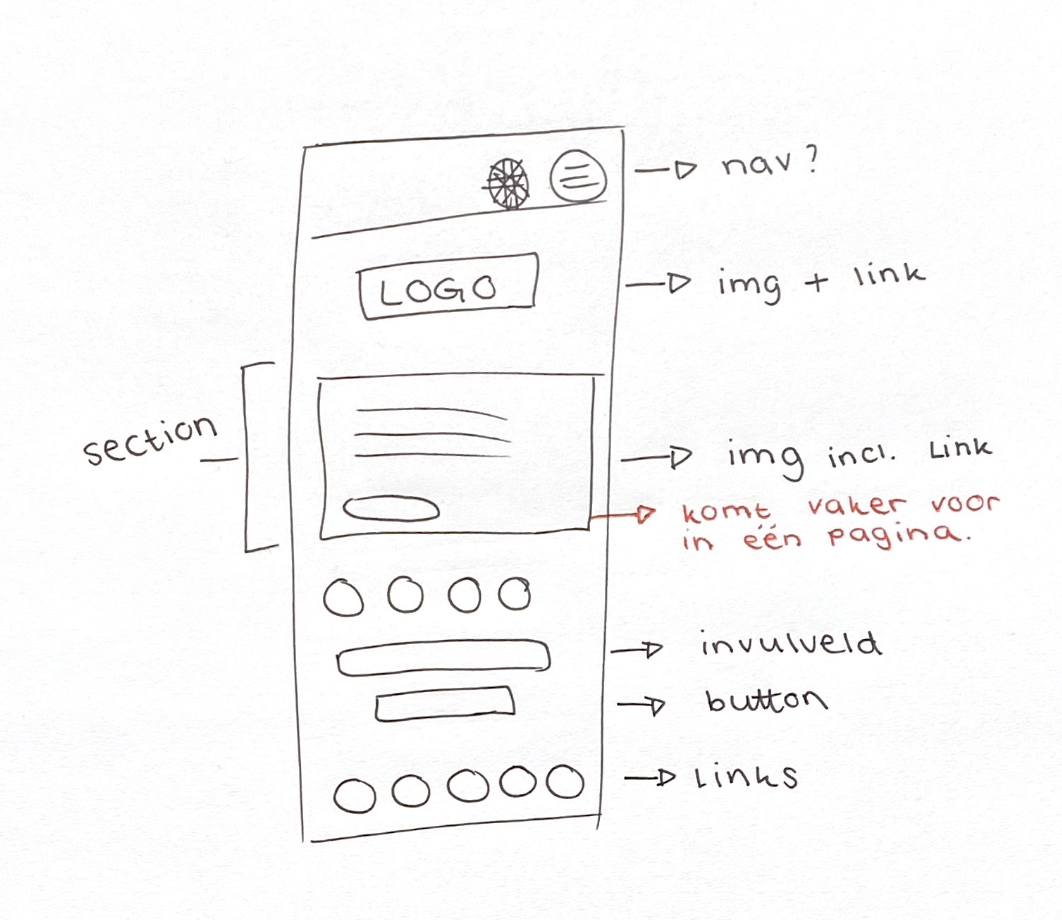 nav?
LOGO
img + link
section
img incl. Link
komt vaker voor
in één pagina.
invulveld
button
Links